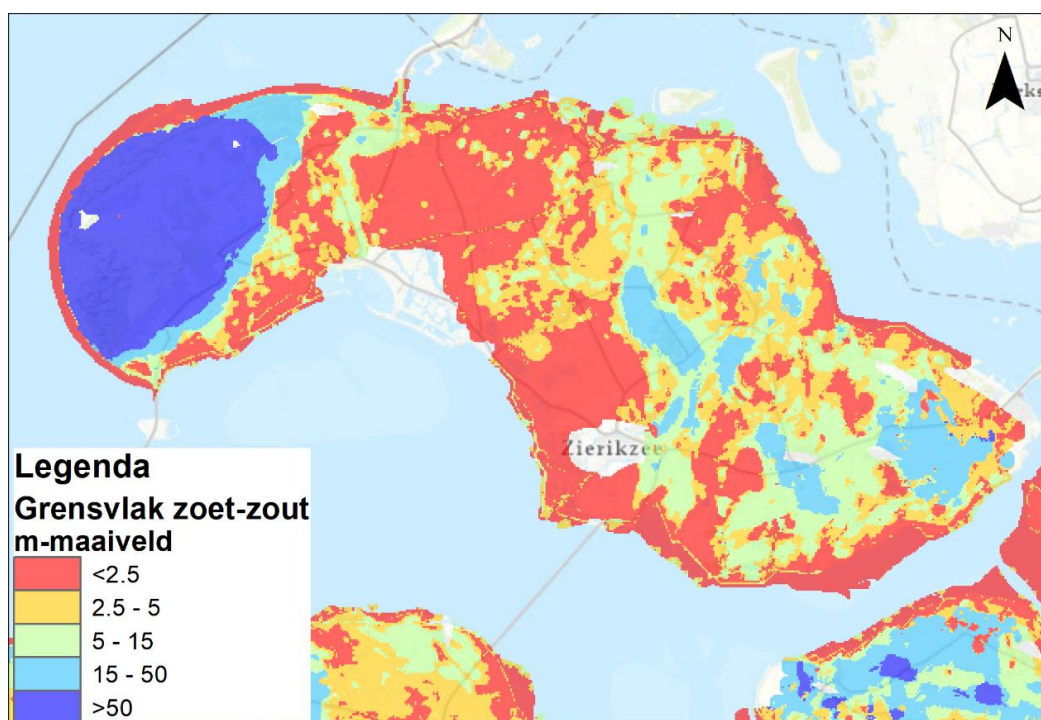 N
Zierikzee
Legenda
Grensvlak zoet-zout
m-maaiveld
<2.5
2.5 - 5
5 - 15
15 - 50
>50